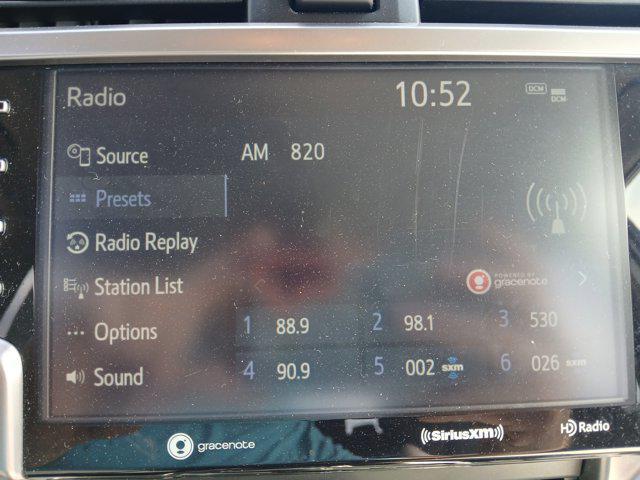 Radio 10:52 DCM
DCM
Source AM 820
Presets
Radio Replay
Station List POWERED BY gracenote
Options 1 88.9 2 98.1 3 530
Sound 4 90.9 5 002 sxm 6 026 sxm
gracenote ((SiriusXM)) HD Radio